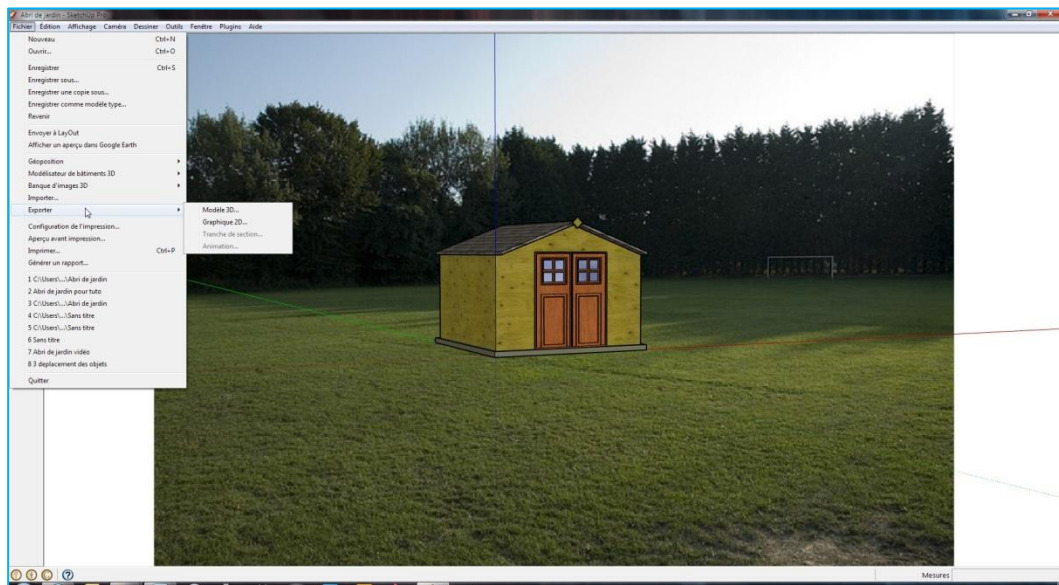 Abri de jardin - SketchUp Pro
Fichier Édition Affichage Caméra Dessiner Outils Fenêtre Plugins Aide
Nouveau Ctrl+N
Ouvrir... Ctrl+O
Enregistrer Ctrl+S
Enregistrer sous...
Enregistrer une copie sous...
Enregistrer comme modèle type...
Revenir
Envoyer à LayOut
Afficher un aperçu dans Google Earth
Géoposition
Modélisateur de bâtiments 3D
Banque d'images 3D
Importer...
Exporter
Modèle 3D...
Graphique 2D...
Tranche de section...
Animation...
Configuration de l'impression...
Aperçu avant impression...
Imprimer... Ctrl+P
Générer un rapport...
1 C:\Users\...\Abri de jardin
2 Abri de jardin pour tuto
3 C:\Users\...\Abri de jardin
4 C:\Users\...\Sans titre
5 C:\Users\...\Sans titre
6 Sans titre
7 Abri de jardin vidéo
8 8.3 deplacement des objets
Quitter
Mesures